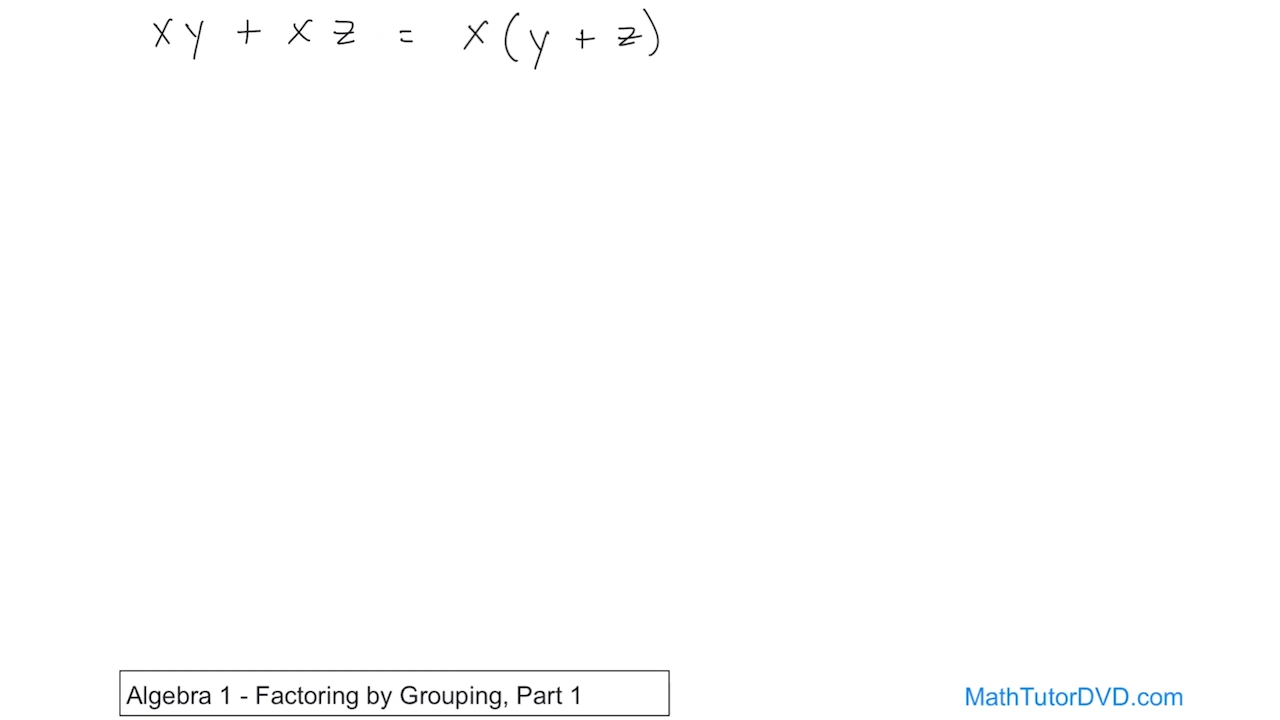 xy + xz = x(y + z)
Algebra 1 - Factoring by Grouping, Part 1
MathTutorDVD.com